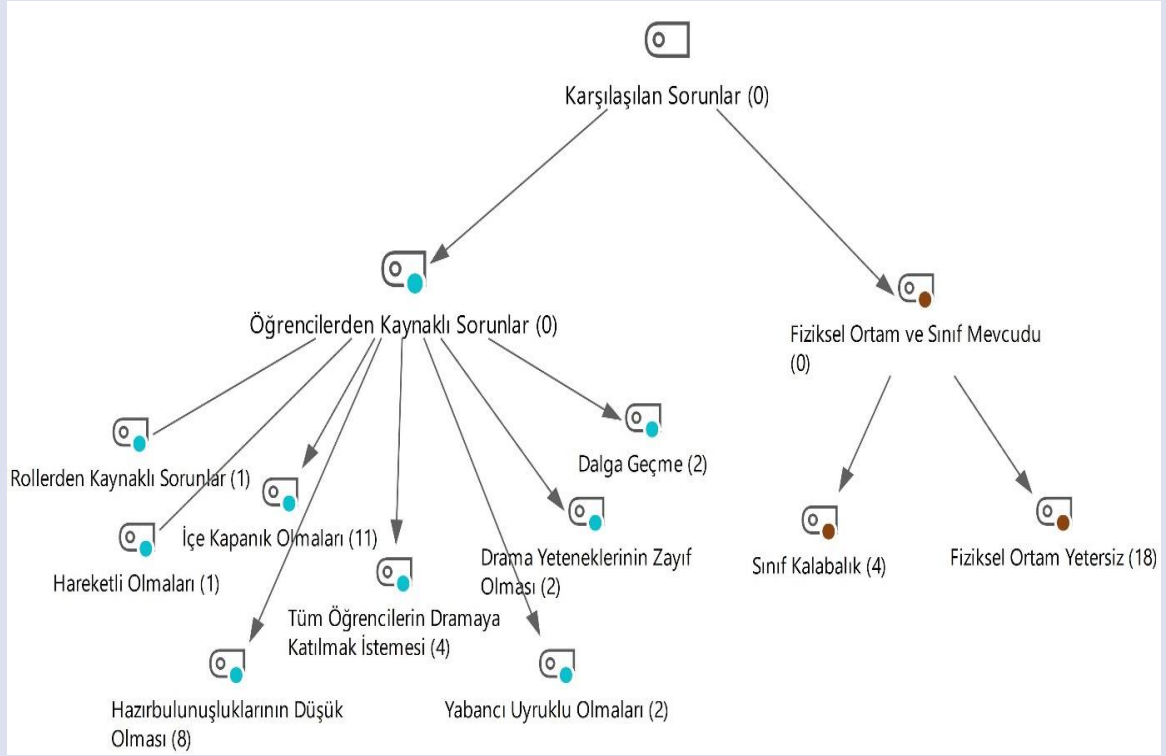 Karşılaşılan Sorunlar (0)
Öğrencilerden Kaynaklı Sorunlar (0)
Fiziksel Ortam ve Sınıf Mevcudu
(0)
Rollerden Kaynaklı Sorunlar (1)
Hareketli Olmaları (1)
İçe Kapanık Olmaları (11)
Hazırbulunuşluklarının Düşük
Olması (8)
Tüm Öğrencilerin Dramaya
Katılmak İstemesi (4)
Yabancı Uyruklu Olmaları (2)
Drama Yeteneklerinin Zayıf
Olması (2)
Dalga Geçme (2)
Sınıf Kalabalık (4)
Fiziksel Ortam Yetersiz (18)